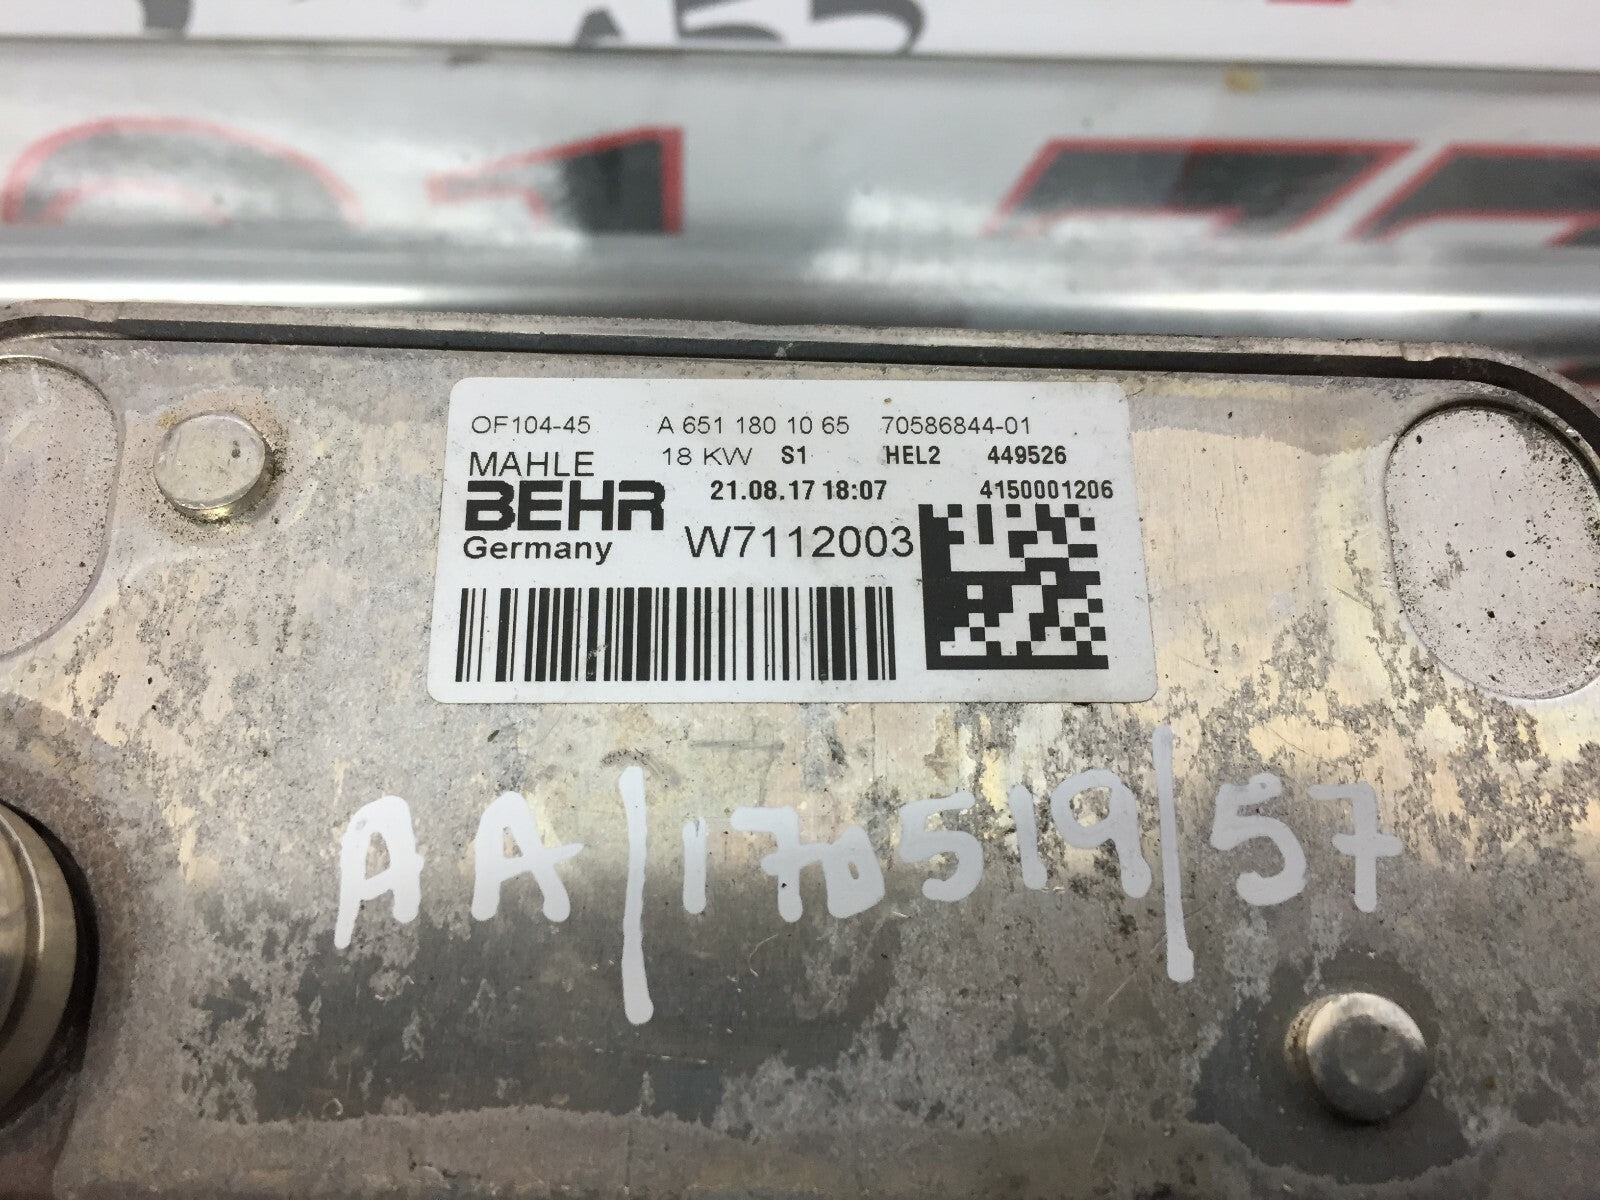 OF104-45 A 651 180 10 65 70586844-01
MAHLE 18 KW S1 HEL2 449526
BEHR 21.08.17 18:07 4150001206
Germany W7112003
AA/170519/57